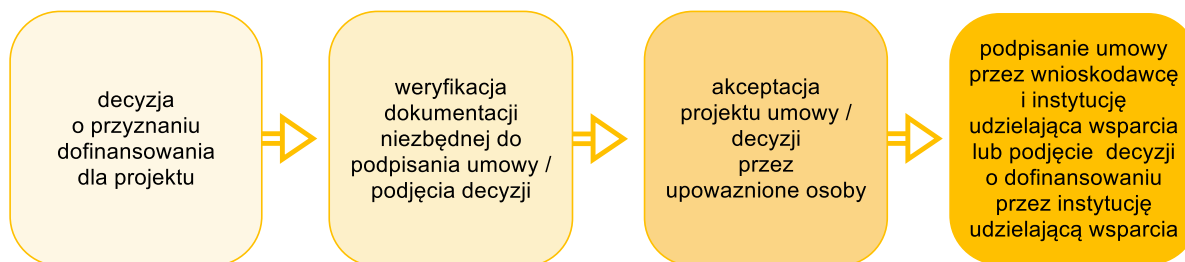 decyzja
o przyznaniu
dofinansowania
dla projektu
weryfikacja
dokumentacji
niezbędnej do
podpisania umowy /
podjęcia decyzji
akceptacja
projektu umowy /
decyzji
przez
upowaznione osoby
podpisanie umowy
przez wnioskodawcę
i instytucję
udzielająca wsparcia
lub podjęcie decyzji
o dofinansowaniu
przez instytucję
udzielającą wsparcia